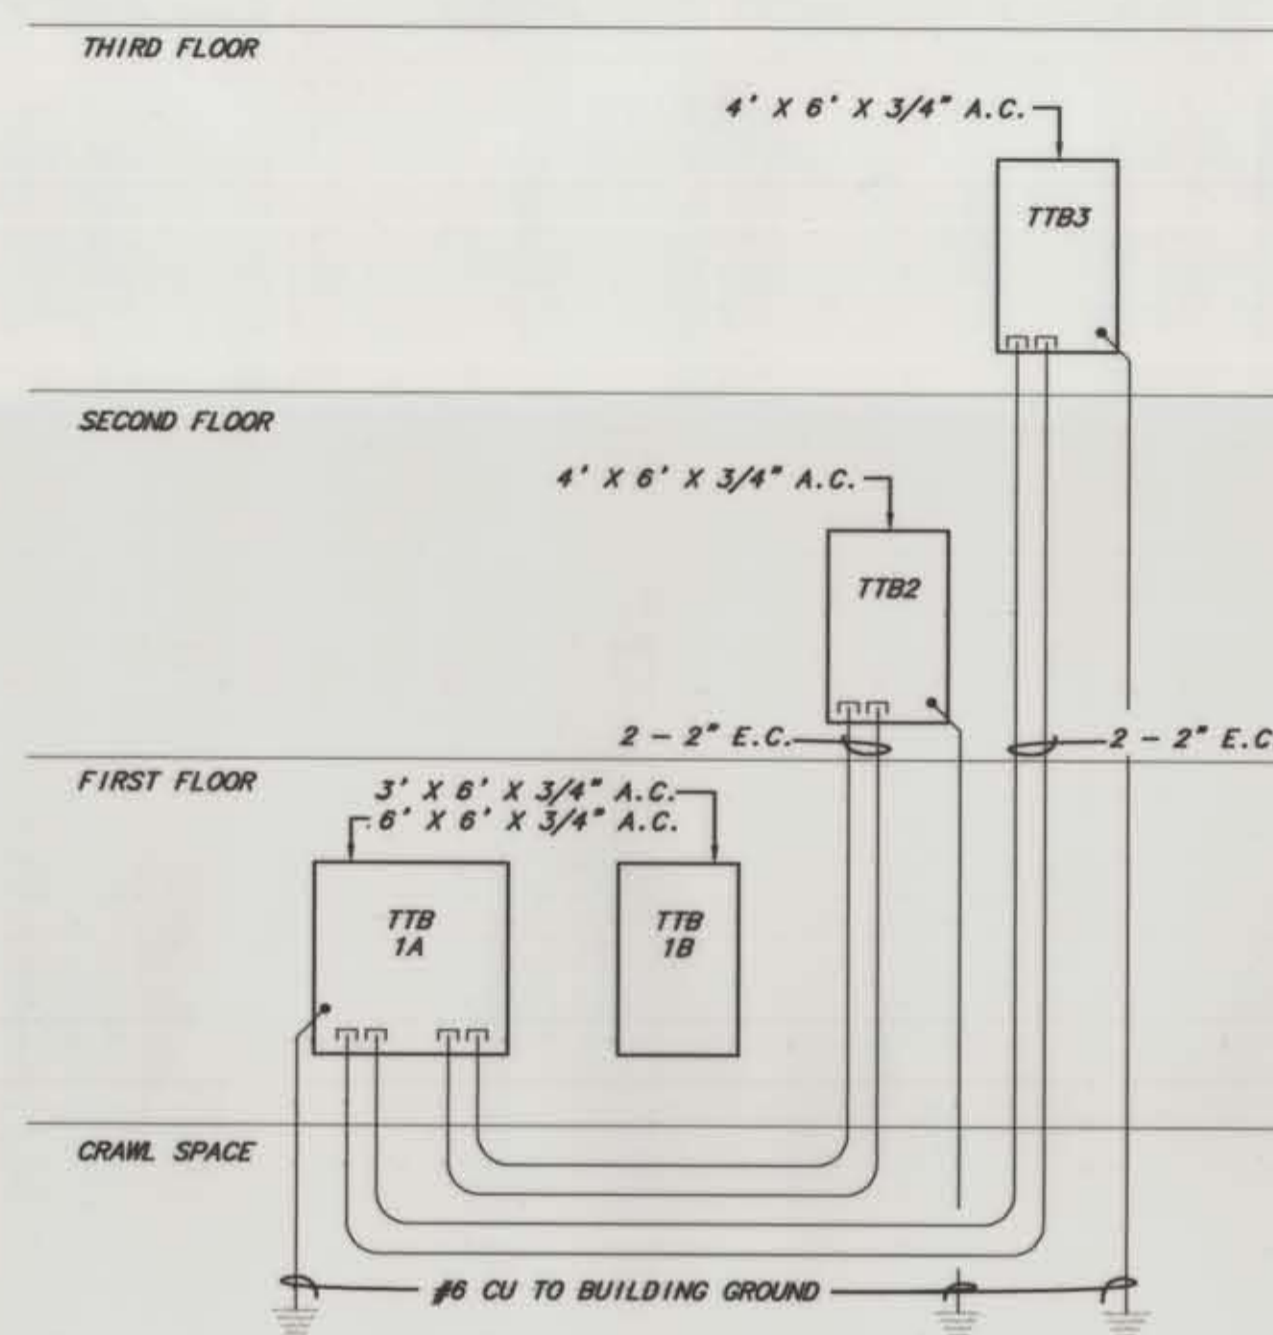 THIRD FLOOR
4' X 6' X 3/4" A.C.
TTB3
SECOND FLOOR
4' X 6' X 3/4" A.C.
TTB2
2 - 2" E.C.
2 - 2" E.C
FIRST FLOOR
3' X 6' X 3/4" A.C.
6' X 6' X 3/4" A.C.
TTB
1A
TTB
1B
CRAWL SPACE
#6 CU TO BUILDING GROUND